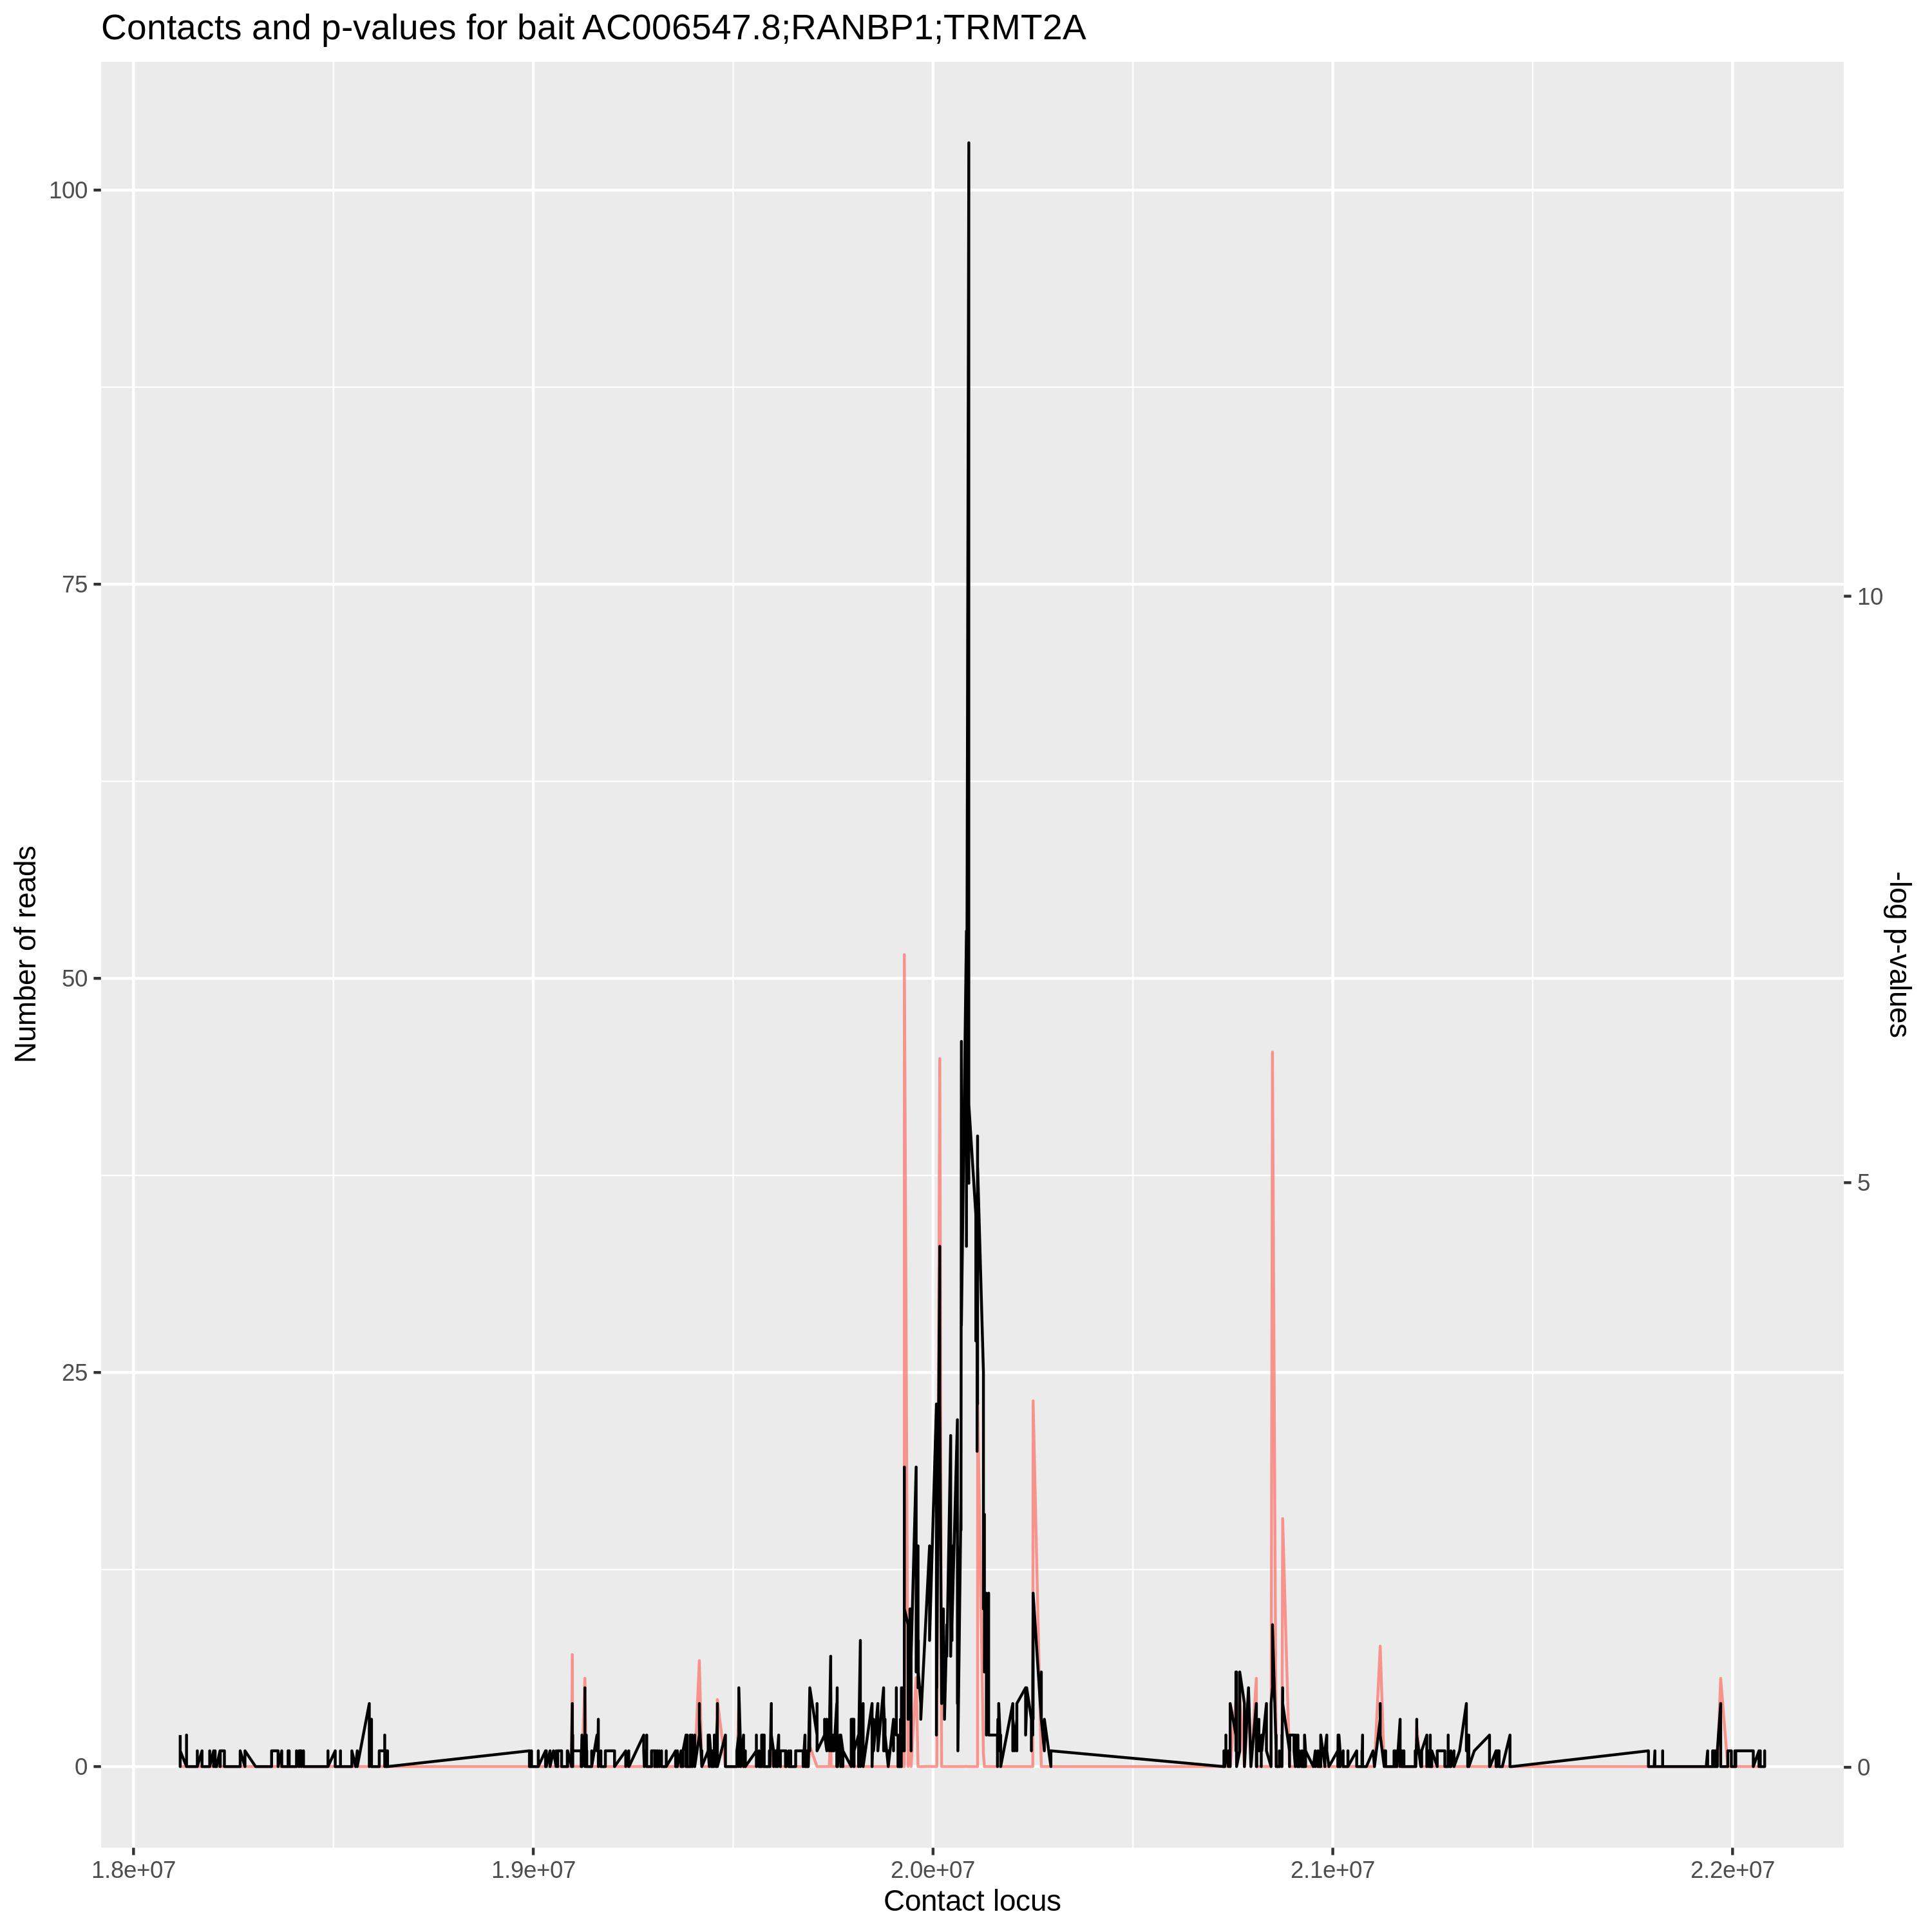 Contacts and p-values for bait AC006547.8;RANBP1;TRMT2A
100
75
50
25
0
Number of reads
10
5
0
-log p-values
1.8e+07
1.9e+07
2.0e+07
2.1e+07
2.2e+07
Contact locus